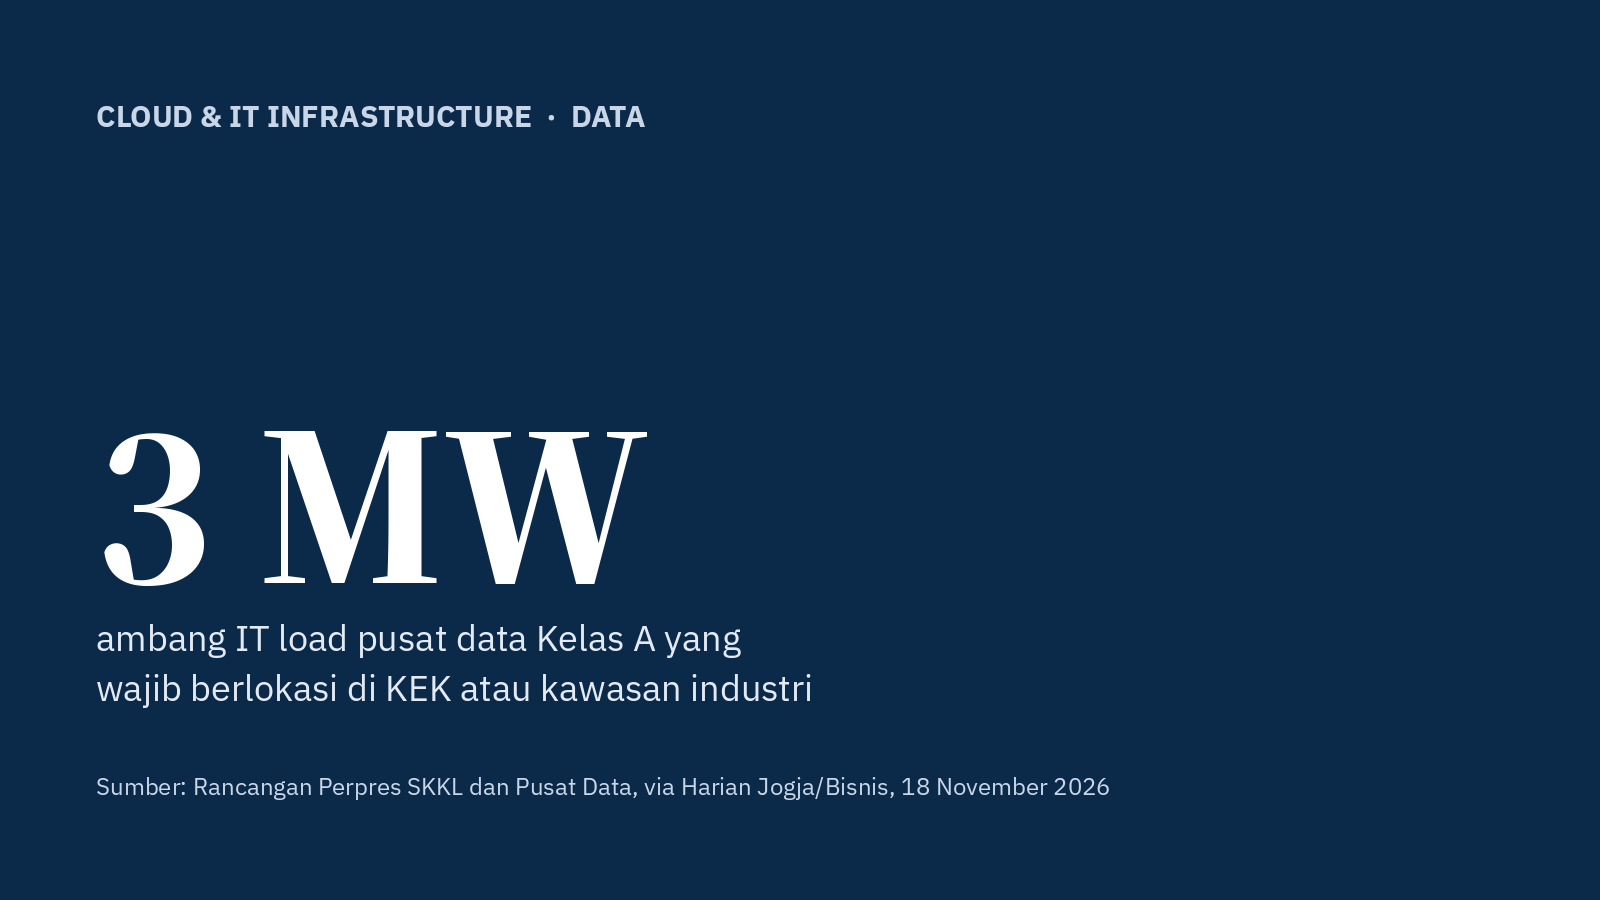 CLOUD & IT INFRASTRUCTURE · DATA
3 MW
ambang IT load pusat data Kelas A yang
wajib berlokasi di KEK atau kawasan industri
Sumber: Rancangan Perpres SKKL dan Pusat Data, via Harian Jogja/Bisnis, 18 November 2026